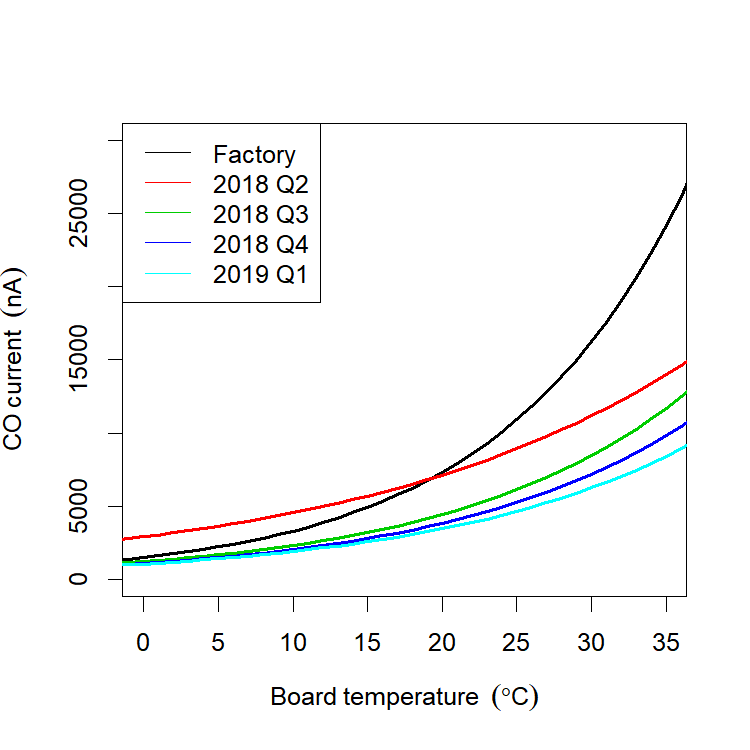 Factory
2018 Q2
2018 Q3
2018 Q4
2019 Q1
CO current (nA)
25000
15000
5000
0
0 5 10 15 20 25 30 35
Board temperature (°C)